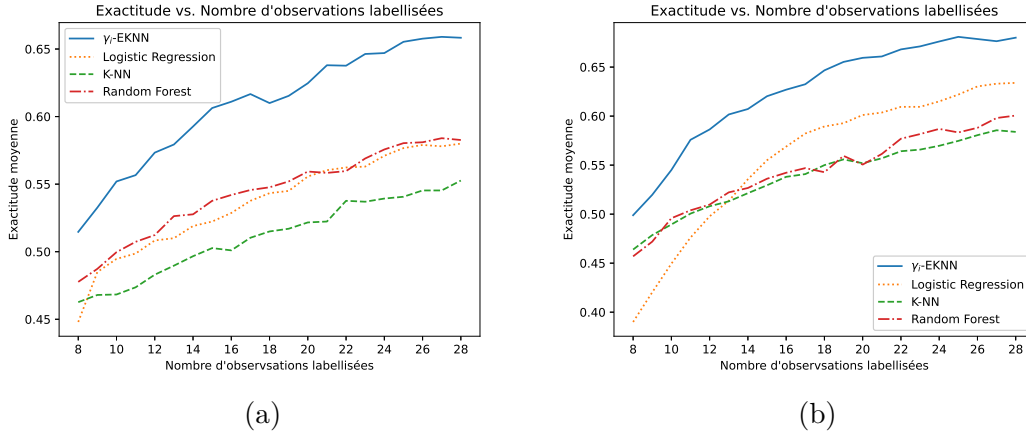 Exactitude vs. Nombre d'observations labellisées
γᵢ-EKNN
Logistic Regression
K-NN
Random Forest
0.65
0.60
0.55
0.50
0.45
Exactitude moyenne
8 10 12 14 16 18 20 22 24 26 28
Nombre d'obsersvations labellisées
(a)
Exactitude vs. Nombre d'observations labellisées
0.65
0.60
0.55
0.50
0.45
0.40
Exactitude moyenne
γᵢ-EKNN
Logistic Regression
K-NN
Random Forest
8 10 12 14 16 18 20 22 24 26 28
Nombre d'obsersvations labellisées
(b)